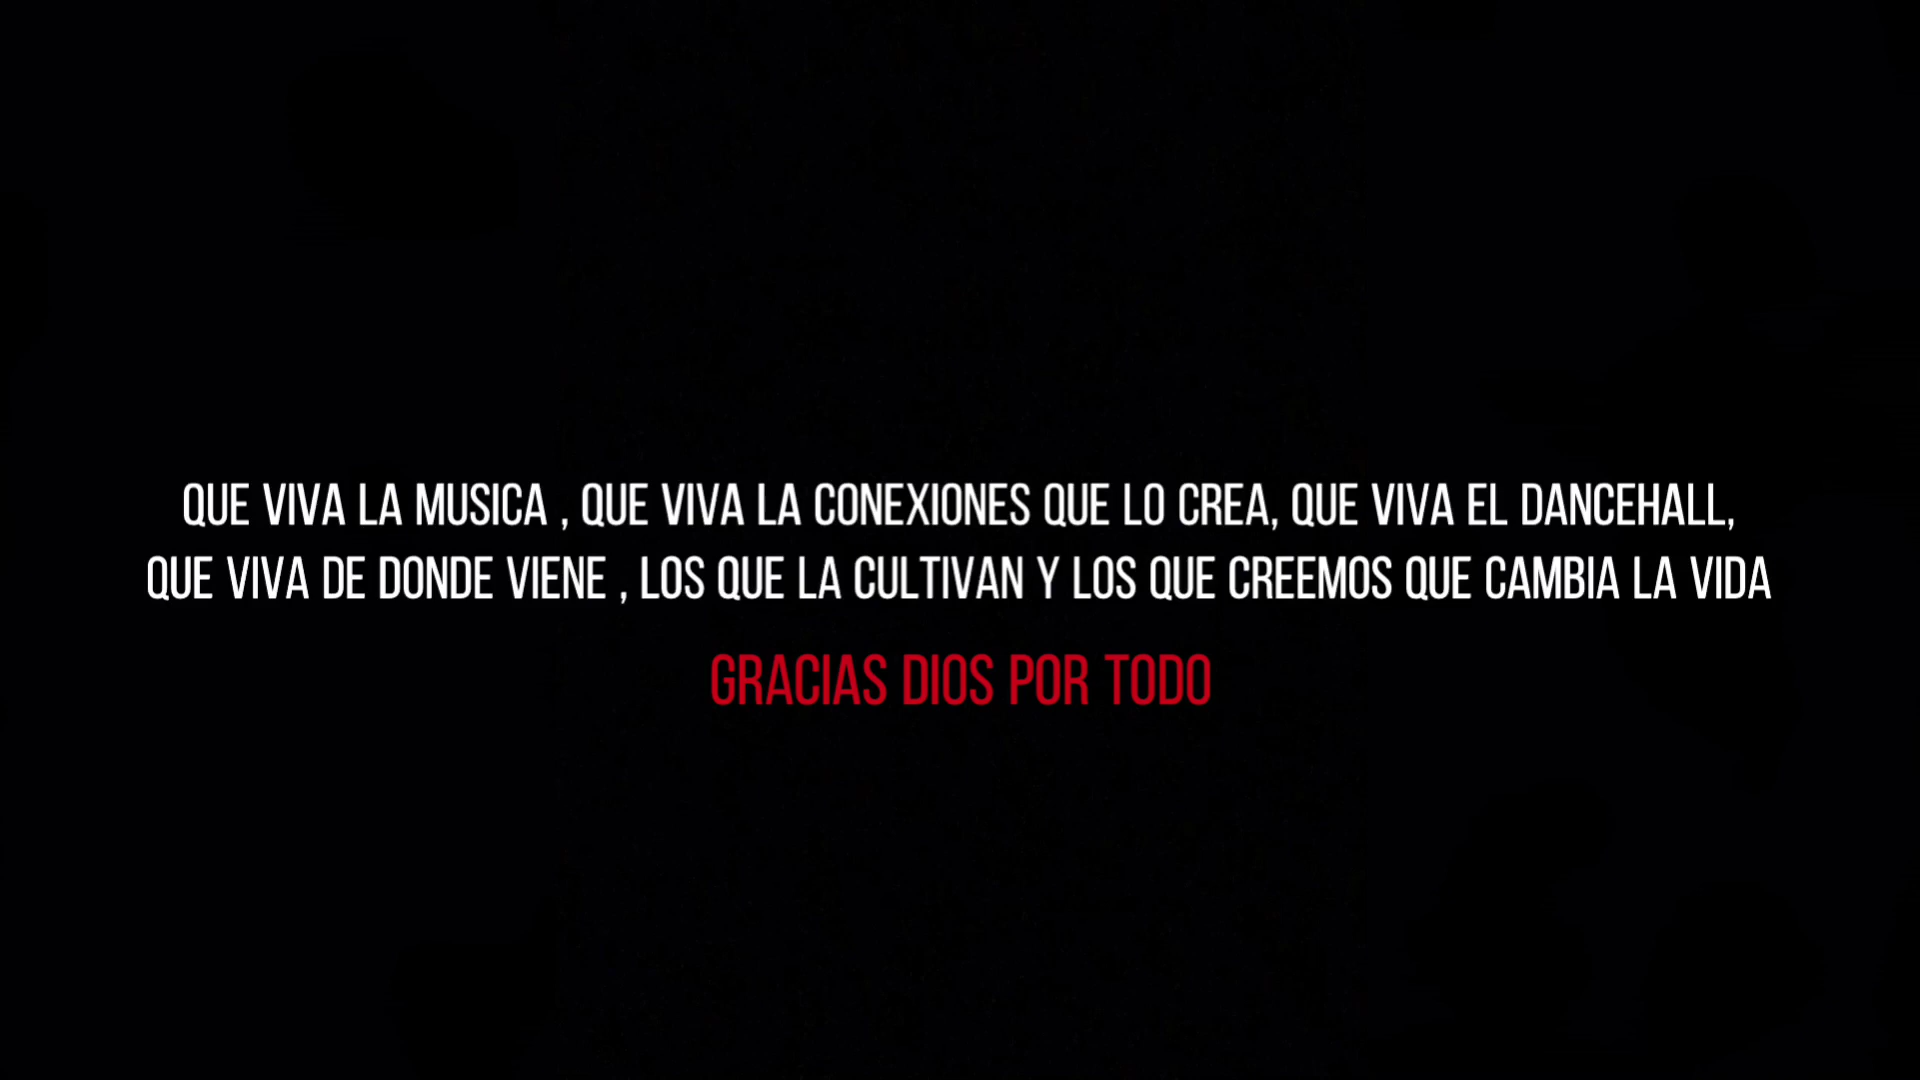 QUE VIVA LA MUSICA , QUE VIVA LA CONEXIONES QUE LO CREA, QUE VIVA EL DANCEHALL,
QUE VIVA DE DONDE VIENE , LOS QUE LA CULTIVAN Y LOS QUE CREEMOS QUE CAMBIA LA VIDA
GRACIAS DIOS POR TODO